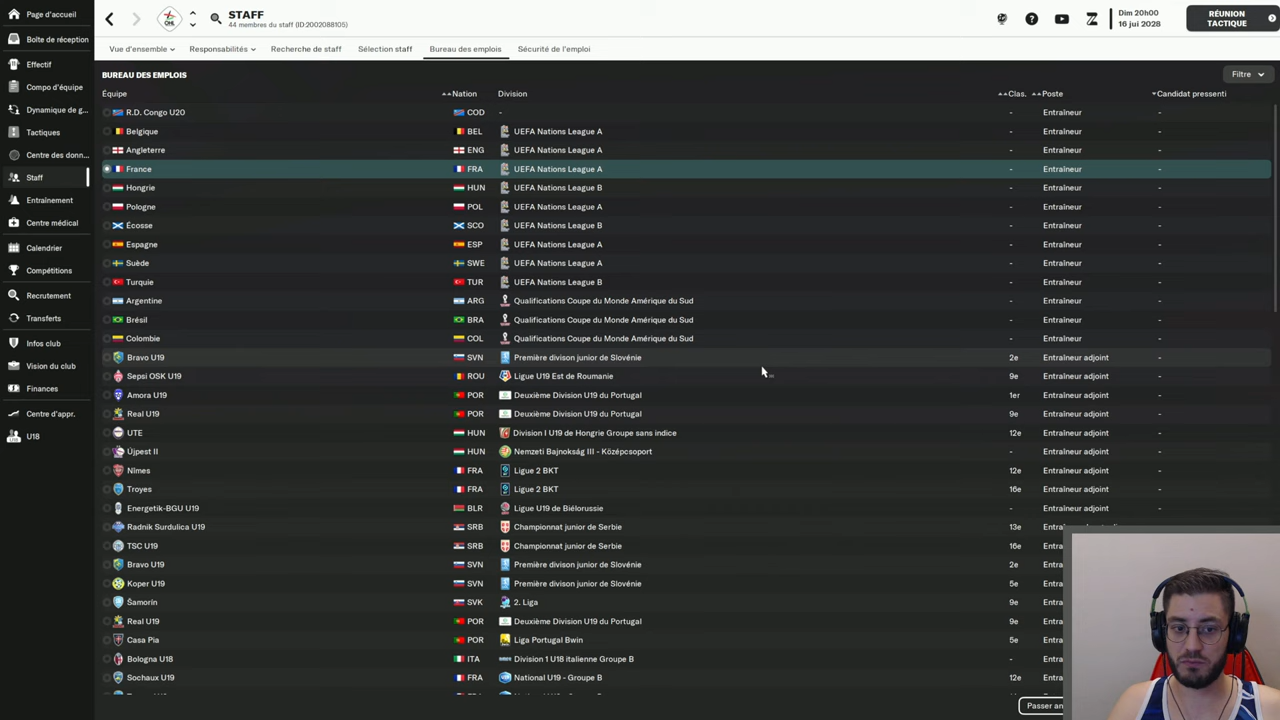 Page d'accueil
STAFF
44 membres du staff (ID:2002088105)
CHL
Dim 20h00
16 jui 2028
RÉUNION
TACTIQUE
Boîte de réception
Vue d'ensemble
Responsabilités
Recherche de staff
Sélection staff
Bureau des emplois
Sécurité de l'emploi
Effectif
Compo d'équipe
Dynamique de g...
Tactiques
Centre des donn...
Staff
Entraînement
Centre médical
Calendrier
Compétitions
Recrutement
Transferts
Infos club
Vision du club
Finances
Centre d'appr.
U18
BUREAU DES EMPLOIS
Filtre
Équipe Nation Division Clas. Poste Candidat pressenti
R.D. Congo U20 COD - - Entraîneur -
Belgique BEL UEFA Nations League A - Entraîneur -
Angleterre ENG UEFA Nations League A - Entraîneur -
France FRA UEFA Nations League A - Entraîneur -
Hongrie HUN UEFA Nations League B - Entraîneur -
Pologne POL UEFA Nations League A - Entraîneur -
Écosse SCO UEFA Nations League B - Entraîneur -
Espagne ESP UEFA Nations League A - Entraîneur -
Suède SWE UEFA Nations League A - Entraîneur -
Turquie TUR UEFA Nations League B - Entraîneur -
Argentine ARG Qualifications Coupe du Monde Amérique du Sud - Entraîneur -
Brésil BRA Qualifications Coupe du Monde Amérique du Sud - Entraîneur -
Colombie COL Qualifications Coupe du Monde Amérique du Sud - Entraîneur -
Bravo U19 SVN Première divison junior de Slovénie 2e Entraîneur adjoint -
Sepsi OSK U19 ROU Ligue U19 Est de Roumanie 9e Entraîneur adjoint -
Amora U19 POR Deuxième Division U19 du Portugal 1er Entraîneur adjoint -
Real U19 POR Deuxième Division U19 du Portugal 9e Entraîneur adjoint -
UTE HUN Division I U19 de Hongrie Groupe sans indice 12e Entraîneur adjoint -
Újpest II HUN Nemzeti Bajnokság III - Középcsoport - Entraîneur adjoint -
Nîmes FRA Ligue 2 BKT 12e Entraîneur adjoint -
Troyes FRA Ligue 2 BKT 16e Entraîneur adjoint -
Energetik-BGU U19 BLR Ligue U19 de Biélorussie - Entraîneur adjoint -
Radnik Surdulica U19 SRB Championnat junior de Serbie 13e
TSC U19 SRB Championnat junior de Serbie 16e
Bravo U19 SVN Première divison junior de Slovénie 2e
Koper U19 SVN Première divison junior de Slovénie 5e
Šamorín SVK 2. Liga 9e
Real U19 POR Deuxième Division U19 du Portugal 9e
Casa Pia POR Liga Portugal Bwin 5e
Bologna U18 ITA Division 1 U18 italienne Groupe B -
Sochaux U19 FRA National U19 - Groupe B 12e
Passer